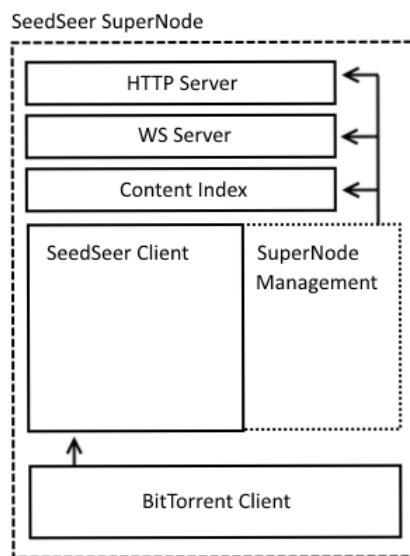 SeedSeer SuperNode
HTTP Server
WS Server
Content Index
SeedSeer Client
SuperNode
Management
BitTorrent Client